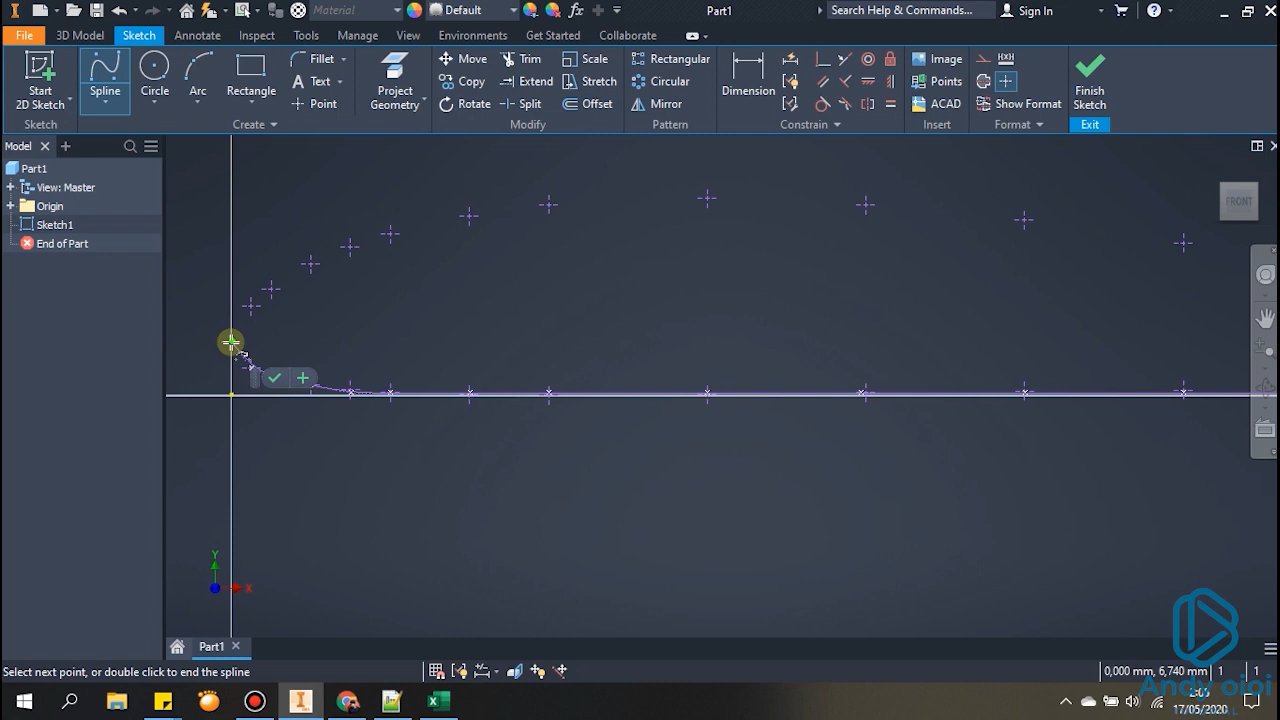 Material
Default
Part1
Search Help & Commands...
Sign In
File
3D Model
Sketch
Annotate
Inspect
Tools
Manage
View
Environments
Get Started
Collaborate
Start
2D Sketch
Spline
Circle
Arc
Rectangle
Fillet
Text
Point
Project
Geometry
Move
Copy
Rotate
Trim
Extend
Split
Scale
Stretch
Offset
Rectangular
Circular
Mirror
Dimension
Image
Points
ACAD
Show Format
Finish
Sketch
Sketch
Create
Modify
Pattern
Constrain
Insert
Format
Exit
Model
Part1
View: Master
Origin
Sketch1
End of Part
FRONT
Y
X
Part1
Select next point, or double click to end the spline
0,000 mm, 6,740 mm
1
1
Andy oioi
17/05/2020